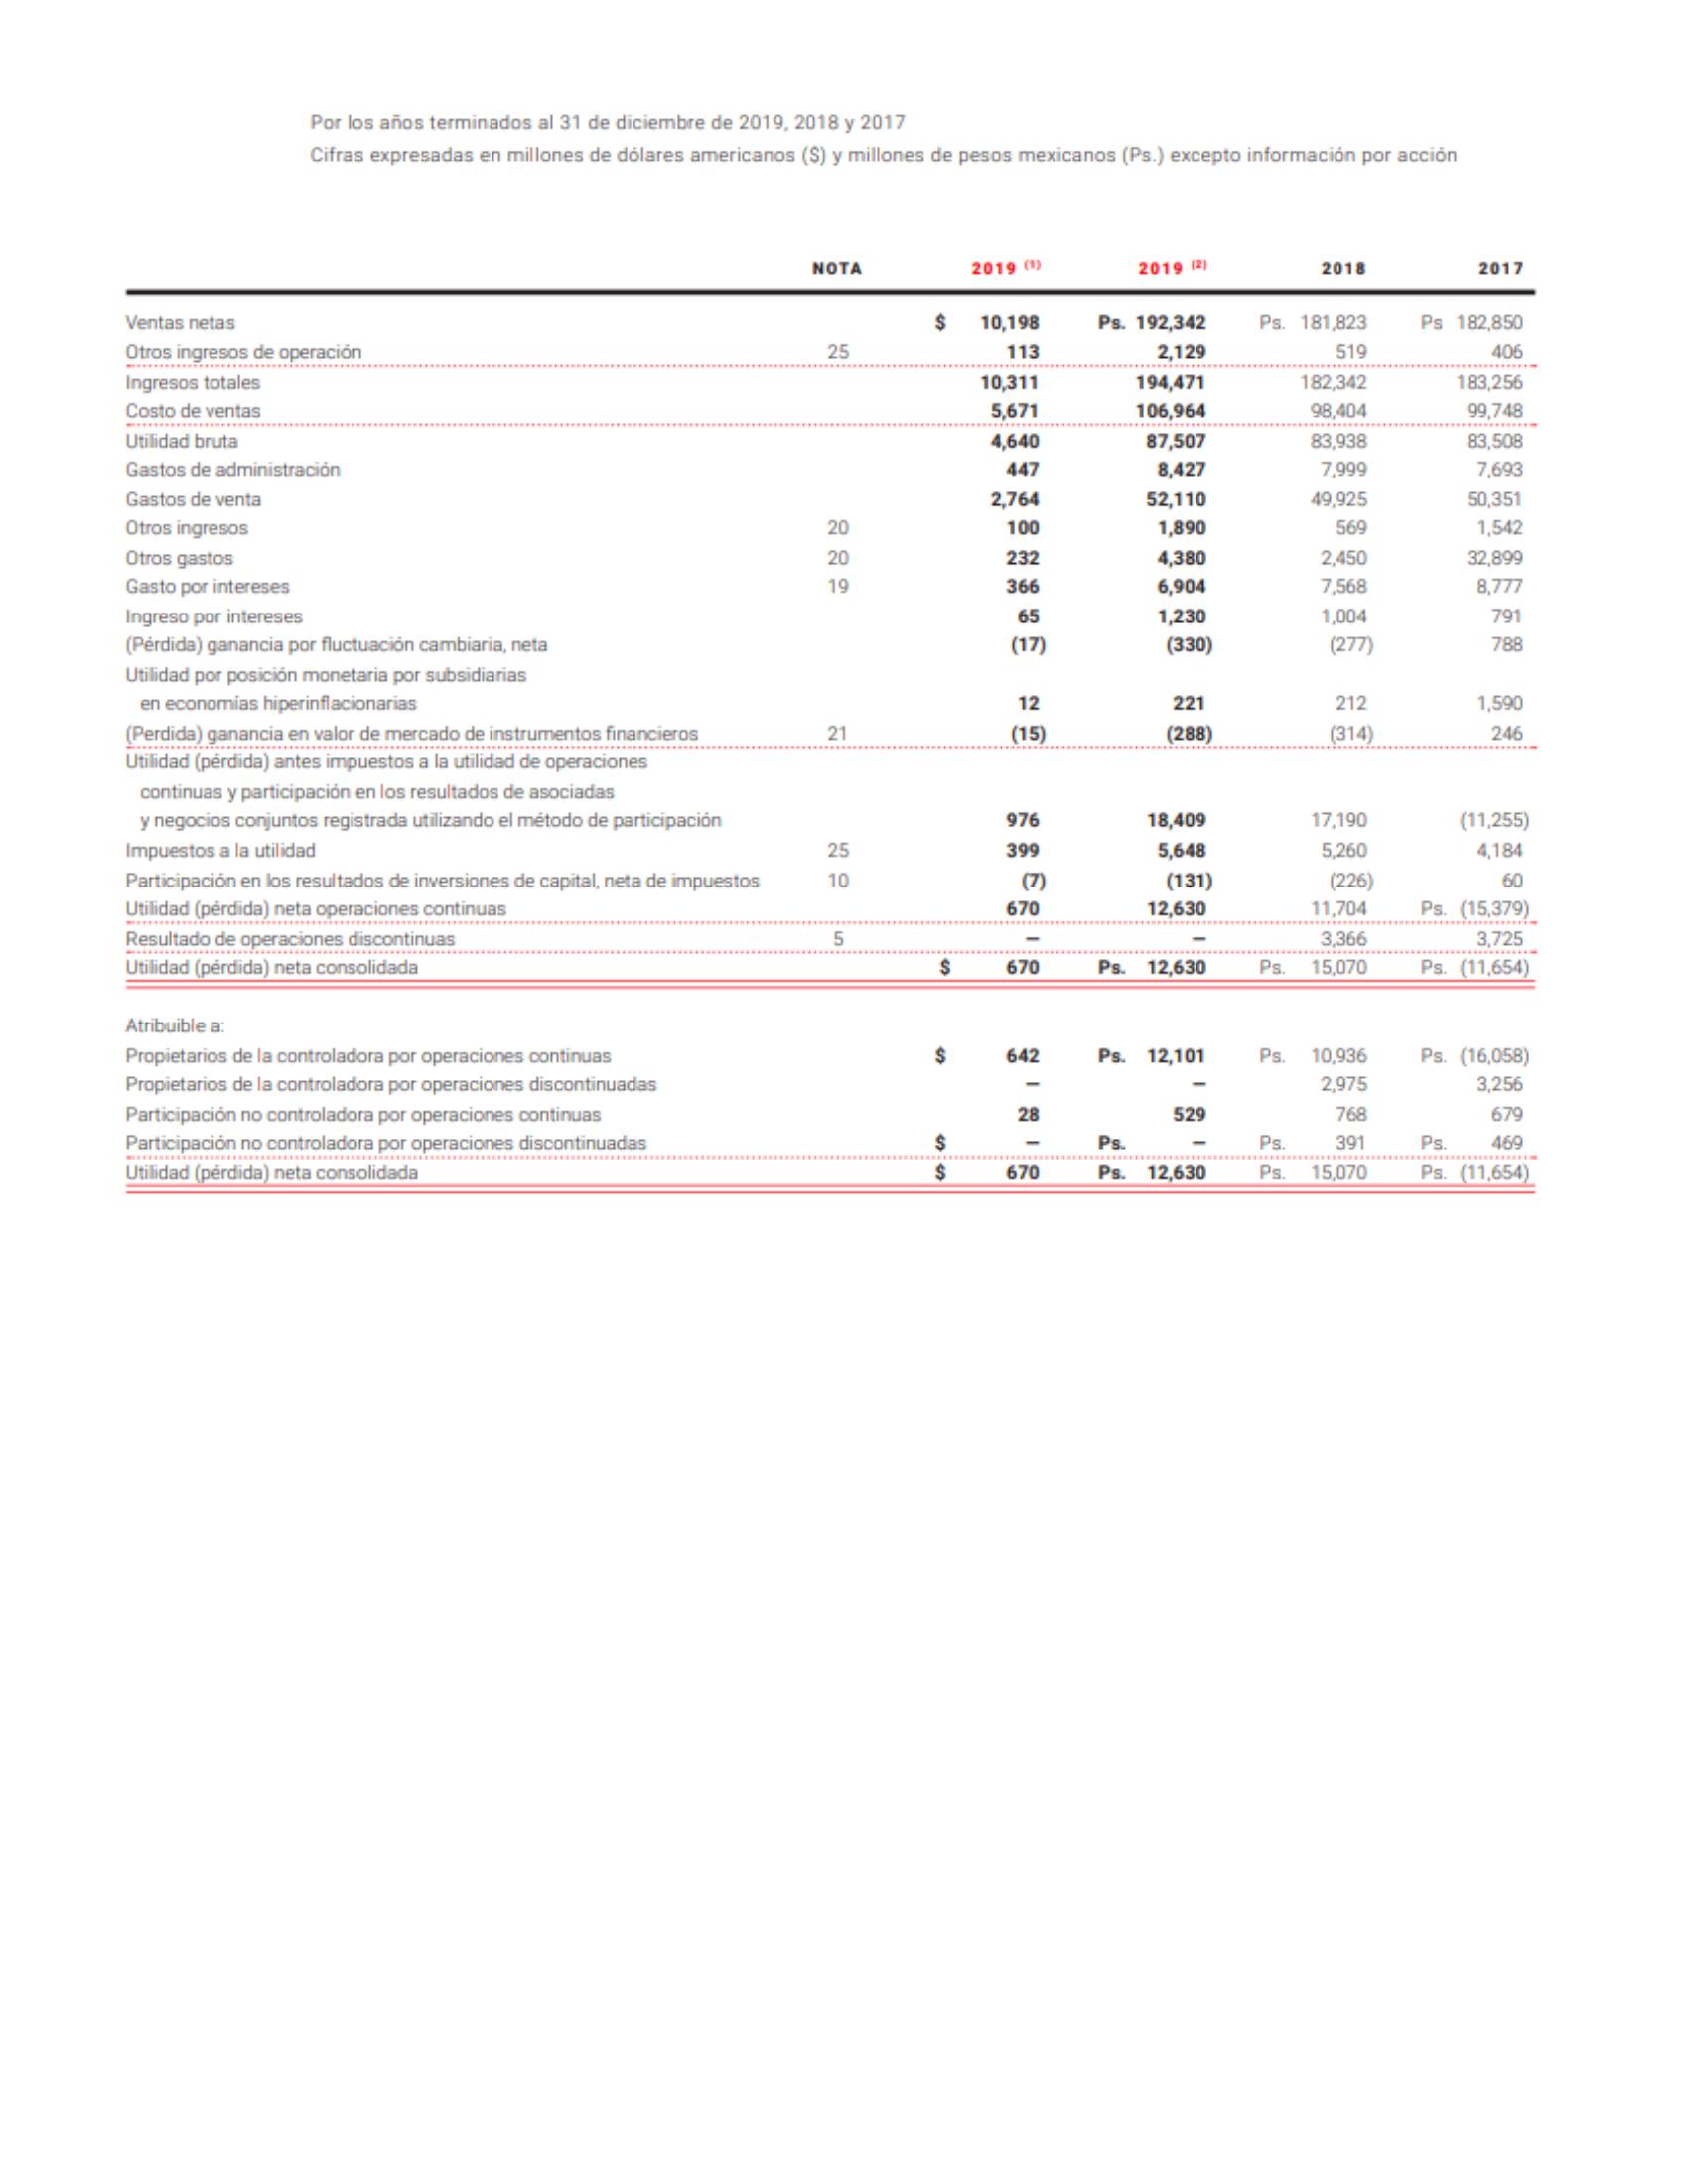 Por los años terminados al 31 de diciembre de 2019, 2018 y 2017
Cifras expresadas en millones de dólares americanos ($) y millones de pesos mexicanos (Ps.) excepto información por acción
NOTA 2019 (1) 2019 (2) 2018 2017
Ventas netas $ 10,198 Ps. 192,342 Ps. 181,823 Ps 182,850
Otros ingresos de operación 25 113 2,129 519 406
Ingresos totales 10,311 194,471 182,342 183,256
Costo de ventas 5,671 106,964 98,404 99,748
Utilidad bruta 4,640 87,507 83,938 83,508
Gastos de administración 447 8,427 7,999 7,693
Gastos de venta 2,764 52,110 49,925 50,351
Otros ingresos 20 100 1,890 569 1,542
Otros gastos 20 232 4,380 2,450 32,899
Gasto por intereses 19 366 6,904 7,568 8,777
Ingreso por intereses 65 1,230 1,004 791
(Pérdida) ganancia por fluctuación cambiaria, neta (17) (330) (277) 788
Utilidad por posición monetaria por subsidiarias
en economías hiperinflacionarias 12 221 212 1,590
(Perdida) ganancia en valor de mercado de instrumentos financieros 21 (15) (288) (314) 246
Utilidad (pérdida) antes impuestos a la utilidad de operaciones
continuas y participación en los resultados de asociadas
y negocios conjuntos registrada utilizando el método de participación 976 18,409 17,190 (11,255)
Impuestos a la utilidad 25 399 5,648 5,260 4,184
Participación en los resultados de inversiones de capital, neta de impuestos 10 (7) (131) (226) 60
Utilidad (pérdida) neta operaciones continuas 670 12,630 11,704 Ps. (15,379)
Resultado de operaciones discontinuas 5 – – 3,366 3,725
Utilidad (pérdida) neta consolidada $ 670 Ps. 12,630 Ps. 15,070 Ps. (11,654)
Atribuible a:
Propietarios de la controladora por operaciones continuas $ 642 Ps. 12,101 Ps. 10,936 Ps. (16,058)
Propietarios de la controladora por operaciones discontinuadas – – 2,975 3,256
Participación no controladora por operaciones continuas 28 529 768 679
Participación no controladora por operaciones discontinuadas $ – Ps. – Ps. 391 Ps. 469
Utilidad (pérdida) neta consolidada $ 670 Ps. 12,630 Ps. 15,070 Ps. (11,654)